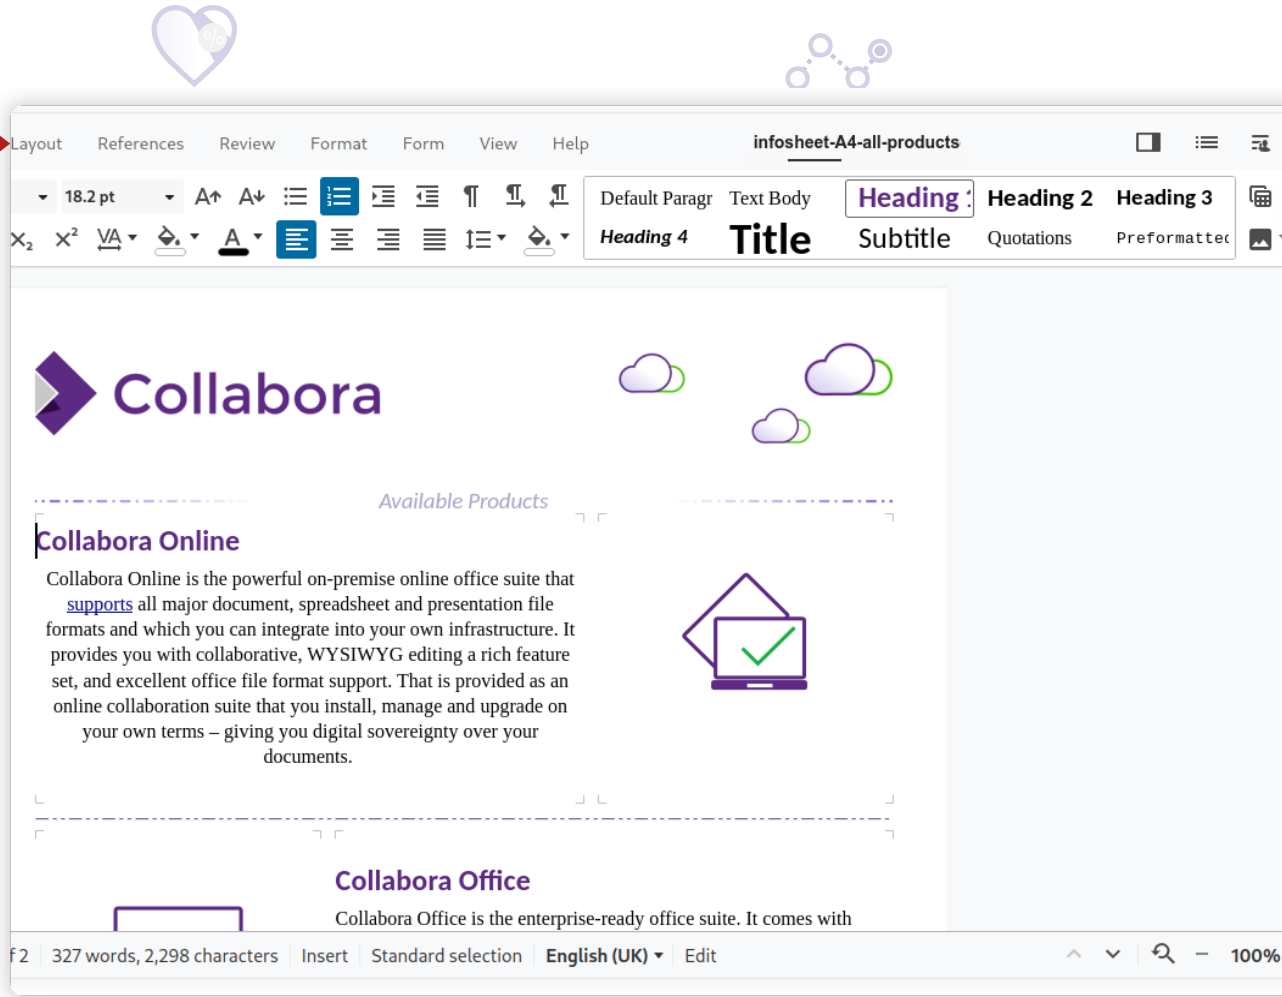 %
Layout References Review Format Form View Help infosheet-A4-all-products
18.2 pt Default Paragr Text Body Heading 1 Heading 2 Heading 3
Heading 4 Title Subtitle Quotations Preformatted
Collabora
Available Products
Collabora Online
Collabora Online is the powerful on-premise online office suite that
supports all major document, spreadsheet and presentation file
formats and which you can integrate into your own infrastructure. It
provides you with collaborative, WYSIWYG editing a rich feature
set, and excellent office file format support. That is provided as an
online collaboration suite that you install, manage and upgrade on
your own terms – giving you digital sovereignty over your
documents.
Collabora Office
Collabora Office is the enterprise-ready office suite. It comes with
f 2 327 words, 2,298 characters Insert Standard selection English (UK) Edit 100%